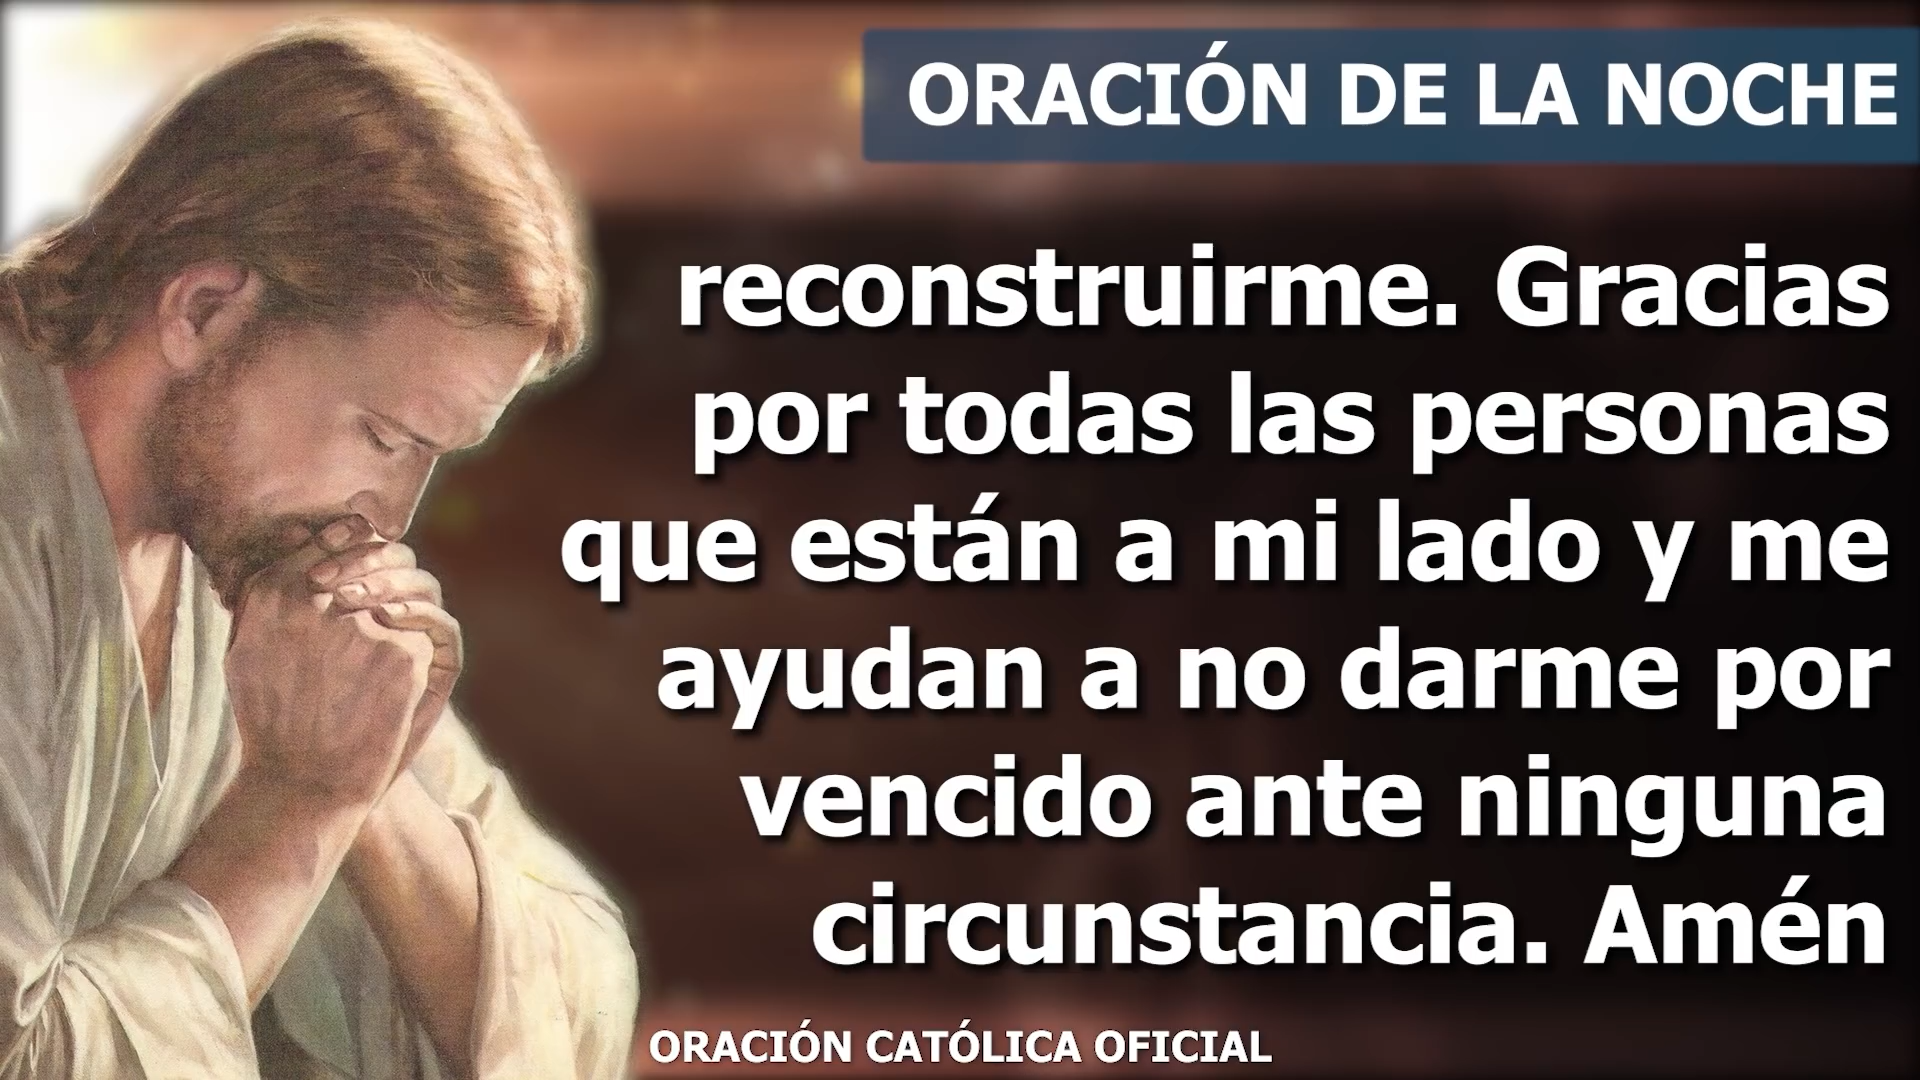 ORACIÓN DE LA NOCHE
reconstruirme. Gracias
por todas las personas
que están a mi lado y me
ayudan a no darme por
vencido ante ninguna
circunstancia. Amén
ORACIÓN CATÓLICA OFICIAL